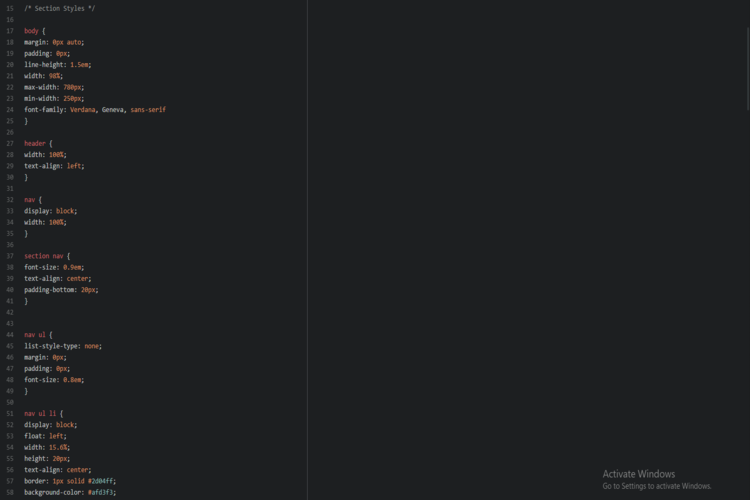 15 /* Section Styles */
16
17 body {
18 margin: 0px auto;
19 padding: 0px;
20 line-height: 1.5em;
21 width: 98%;
22 max-width: 780px;
23 min-width: 250px;
24 font-family: Verdana, Geneva, sans-serif
25 }
26
27 header {
28 width: 100%;
29 text-align: left;
30 }
31
32 nav {
33 display: block;
34 width: 100%;
35 }
36
37 section nav {
38 font-size: 0.9em;
39 text-align: center;
40 padding-bottom: 20px;
41 }
42
43
44 nav ul {
45 list-style-type: none;
46 margin: 0px;
47 padding: 0px;
48 font-size: 0.8em;
49 }
50
51 nav ul li {
52 display: block;
53 float: left;
54 width: 15.6%;
55 height: 20px;
56 text-align: center;
57 border: 1px solid #2d04ff;
58 background-color: #afd3f3;
Activate Windows
Go to Settings to activate Windows.